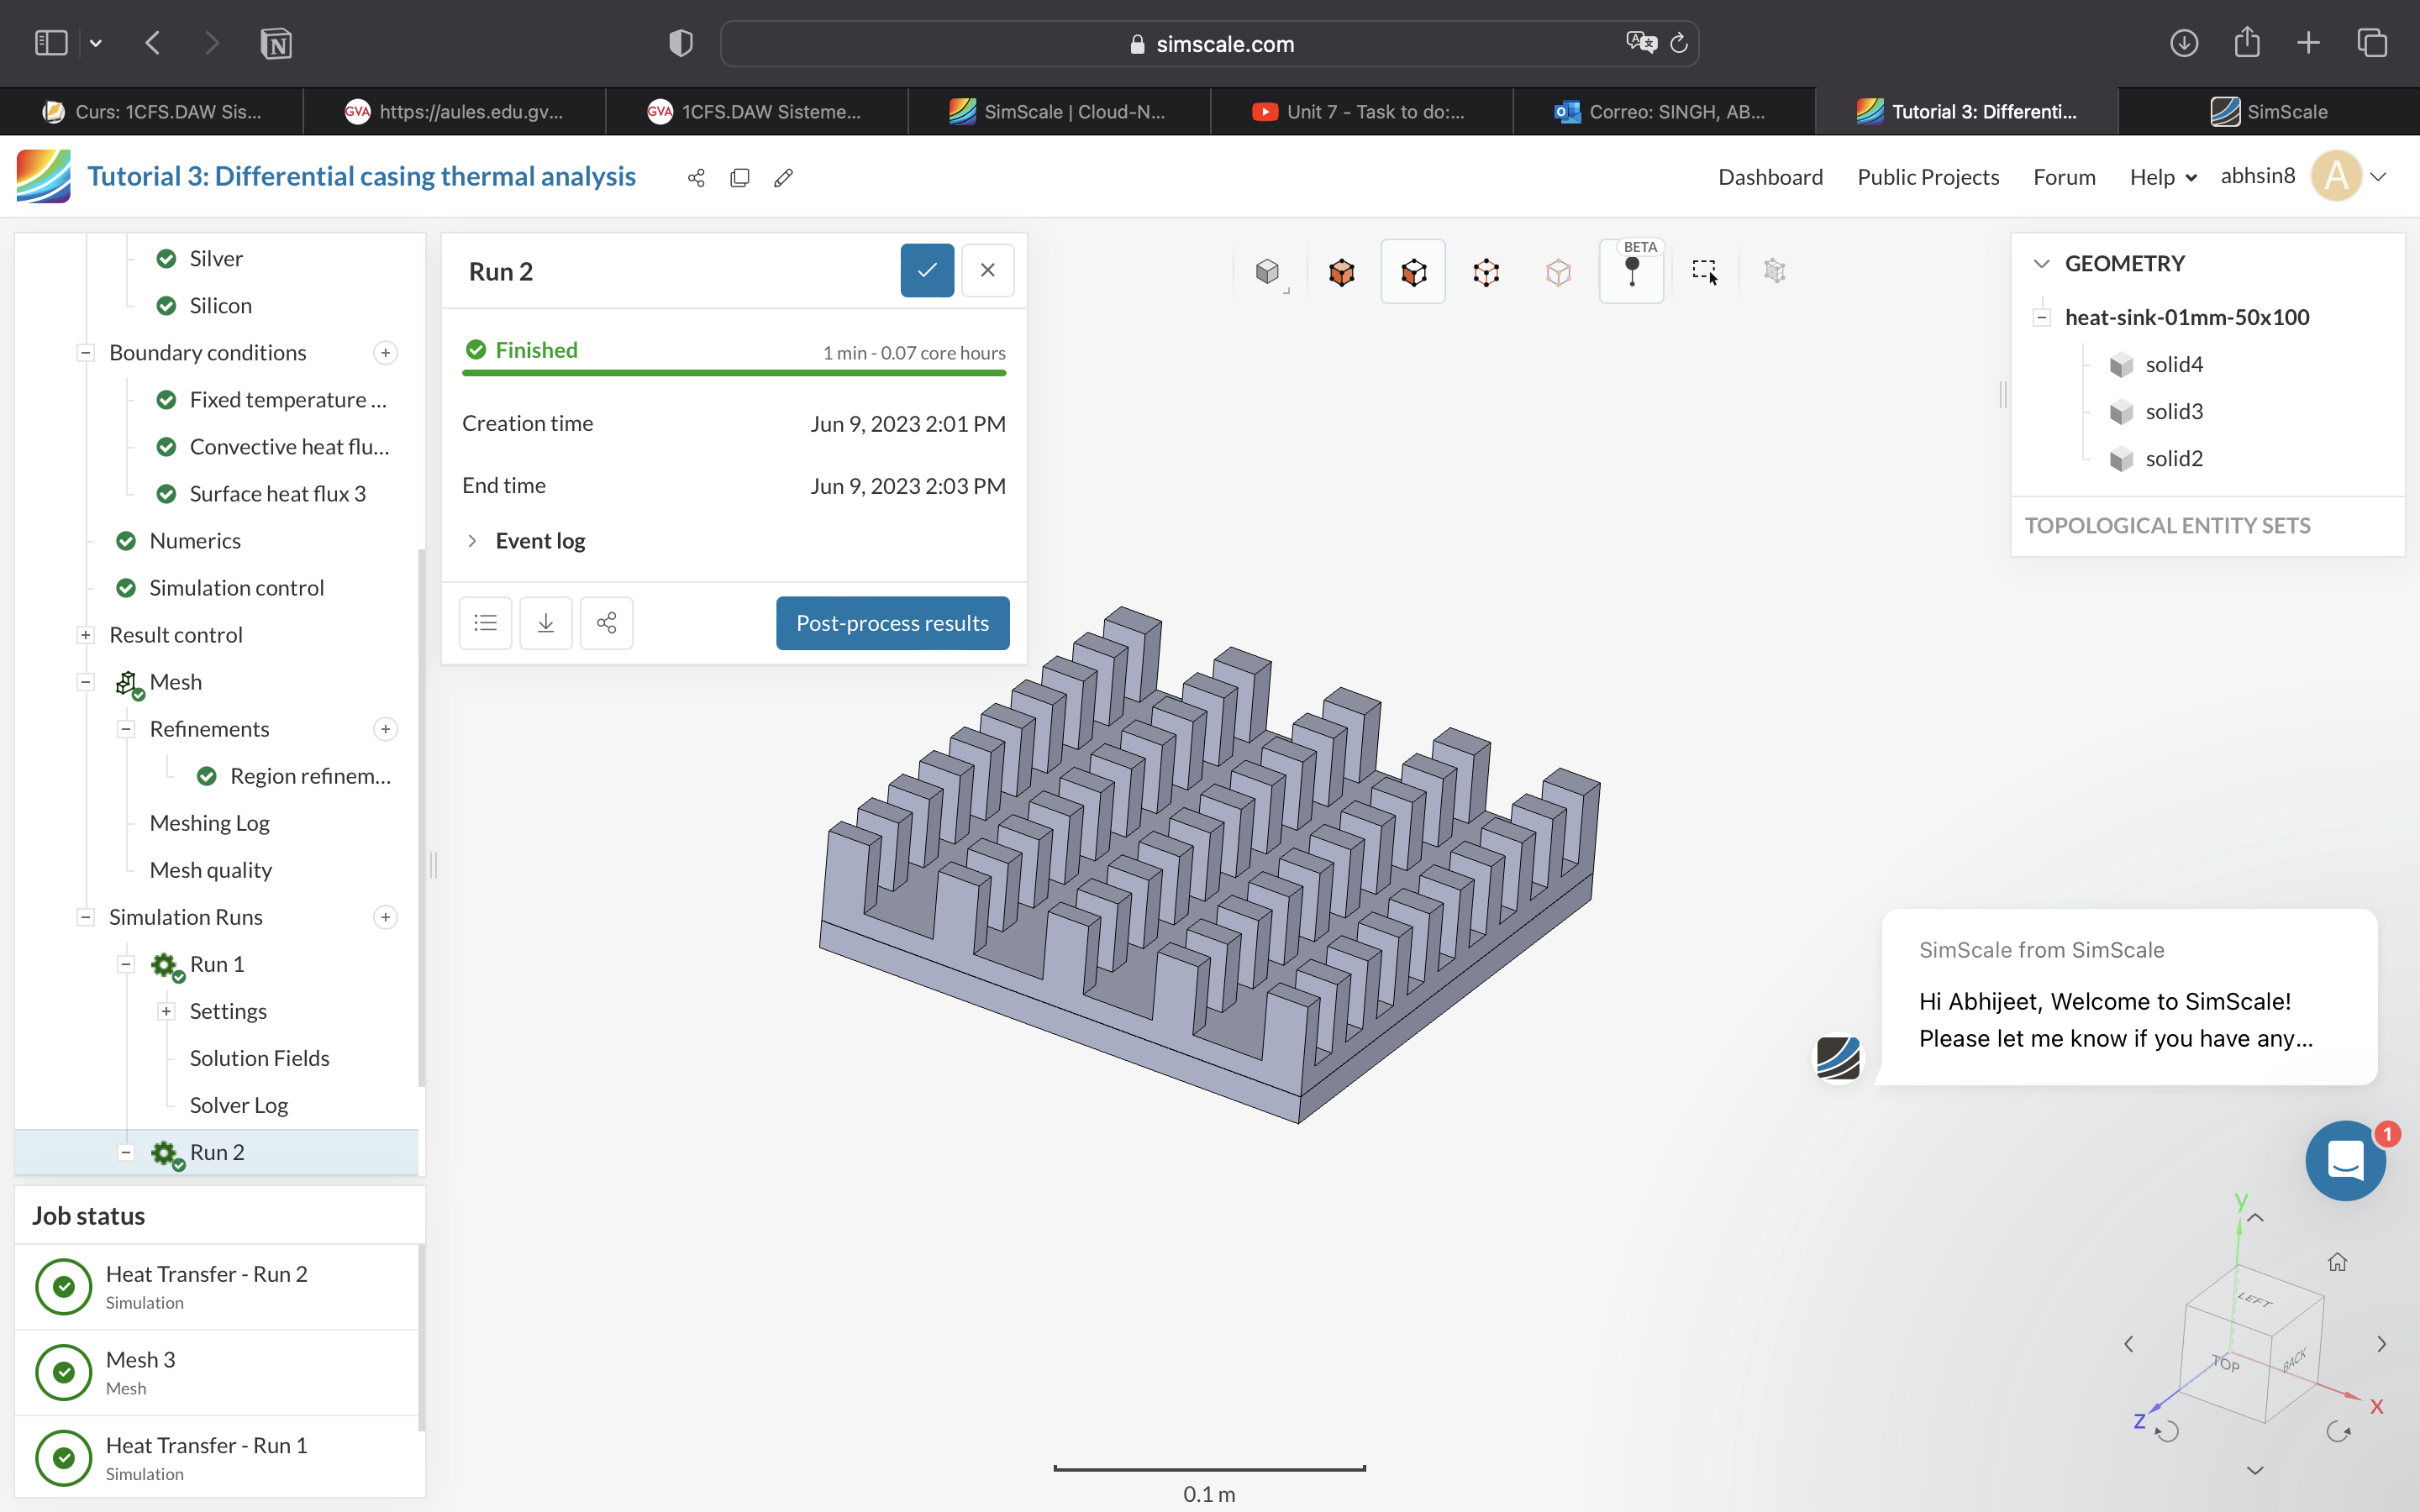 simscale.com
Curs: 1CFS.DAW Sis...
GVA
https://aules.edu.gv...
GVA
1CFS.DAW Sisteme...
SimScale | Cloud-N...
Unit 7 - Task to do:...
Correo: SINGH, AB...
Tutorial 3: Differenti...
SimScale
Tutorial 3: Differential casing thermal analysis
Dashboard
Public Projects
Forum
Help
abhsin8
A
Silver
Silicon
Boundary conditions
Fixed temperature ...
Convective heat flu...
Surface heat flux 3
Numerics
Simulation control
Result control
Mesh
Refinements
Region refinem...
Meshing Log
Mesh quality
Simulation Runs
Run 1
Settings
Solution Fields
Solver Log
Run 2
Job status
Heat Transfer - Run 2
Simulation
Mesh 3
Mesh
Heat Transfer - Run 1
Simulation
Run 2
Finished
1 min - 0.07 core hours
Creation time
Jun 9, 2023 2:01 PM
End time
Jun 9, 2023 2:03 PM
Event log
Post-process results
BETA
0.1 m
GEOMETRY
heat-sink-01mm-50x100
solid4
solid3
solid2
TOPOLOGICAL ENTITY SETS
SimScale from SimScale
Hi Abhijeet, Welcome to SimScale!
Please let me know if you have any...
1
y
LEFT
TOP
BACK
x
z